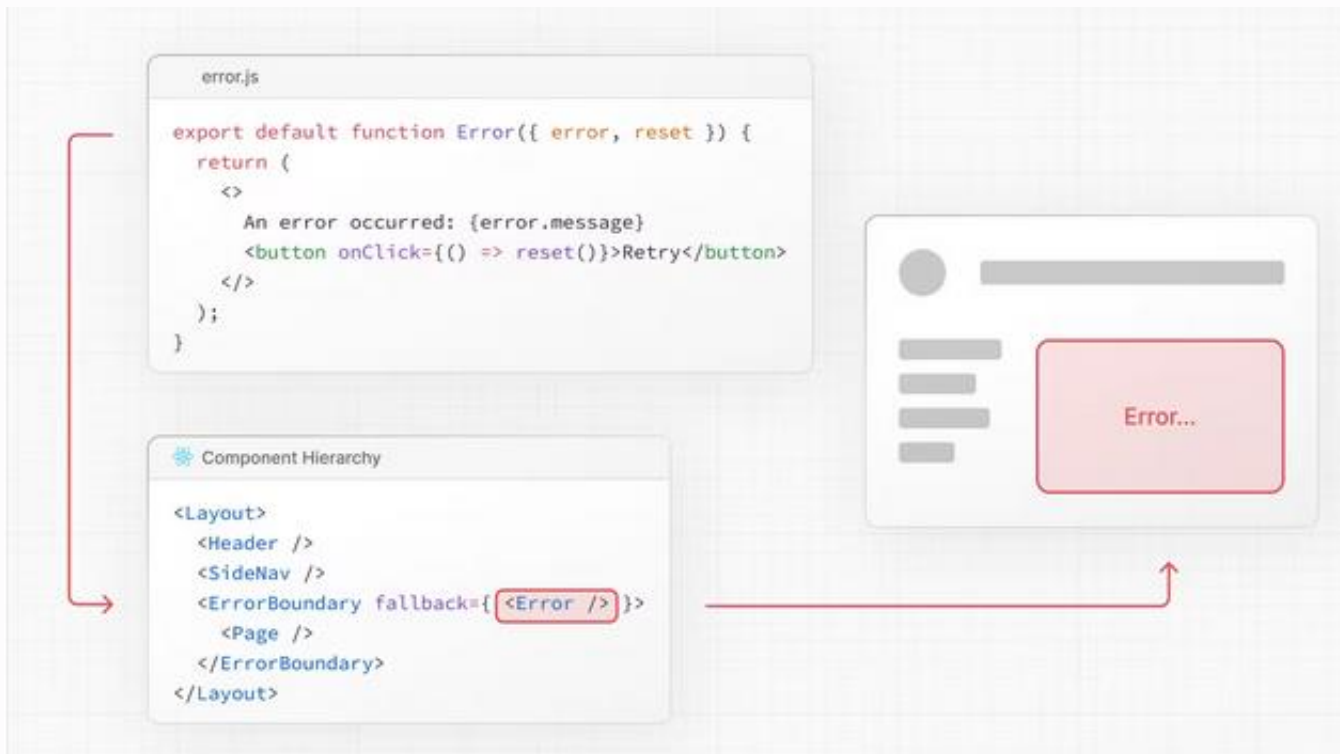 error.js
export default function Error({ error, reset }) {
  return (
    <>
      An error occurred: {error.message}
      <button onClick={() => reset()}>Retry</button>
    </>
  );
}
Component Hierarchy
<Layout>
  <Header />
  <SideNav />
  <ErrorBoundary fallback={ <Error /> }>
    <Page />
  </ErrorBoundary>
</Layout>
Error...